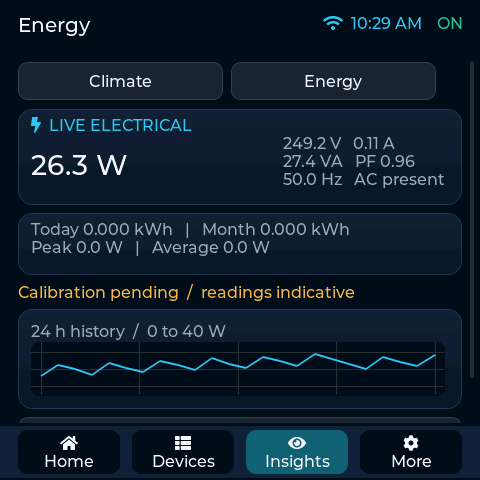 Energy
10:29 AM ON
Climate
Energy
LIVE ELECTRICAL
26.3 W
249.2 V 0.11 A
27.4 VA PF 0.96
50.0 Hz AC present
Today 0.000 kWh | Month 0.000 kWh
Peak 0.0 W | Average 0.0 W
Calibration pending / readings indicative
24 h history / 0 to 40 W
Home
Devices
Insights
More